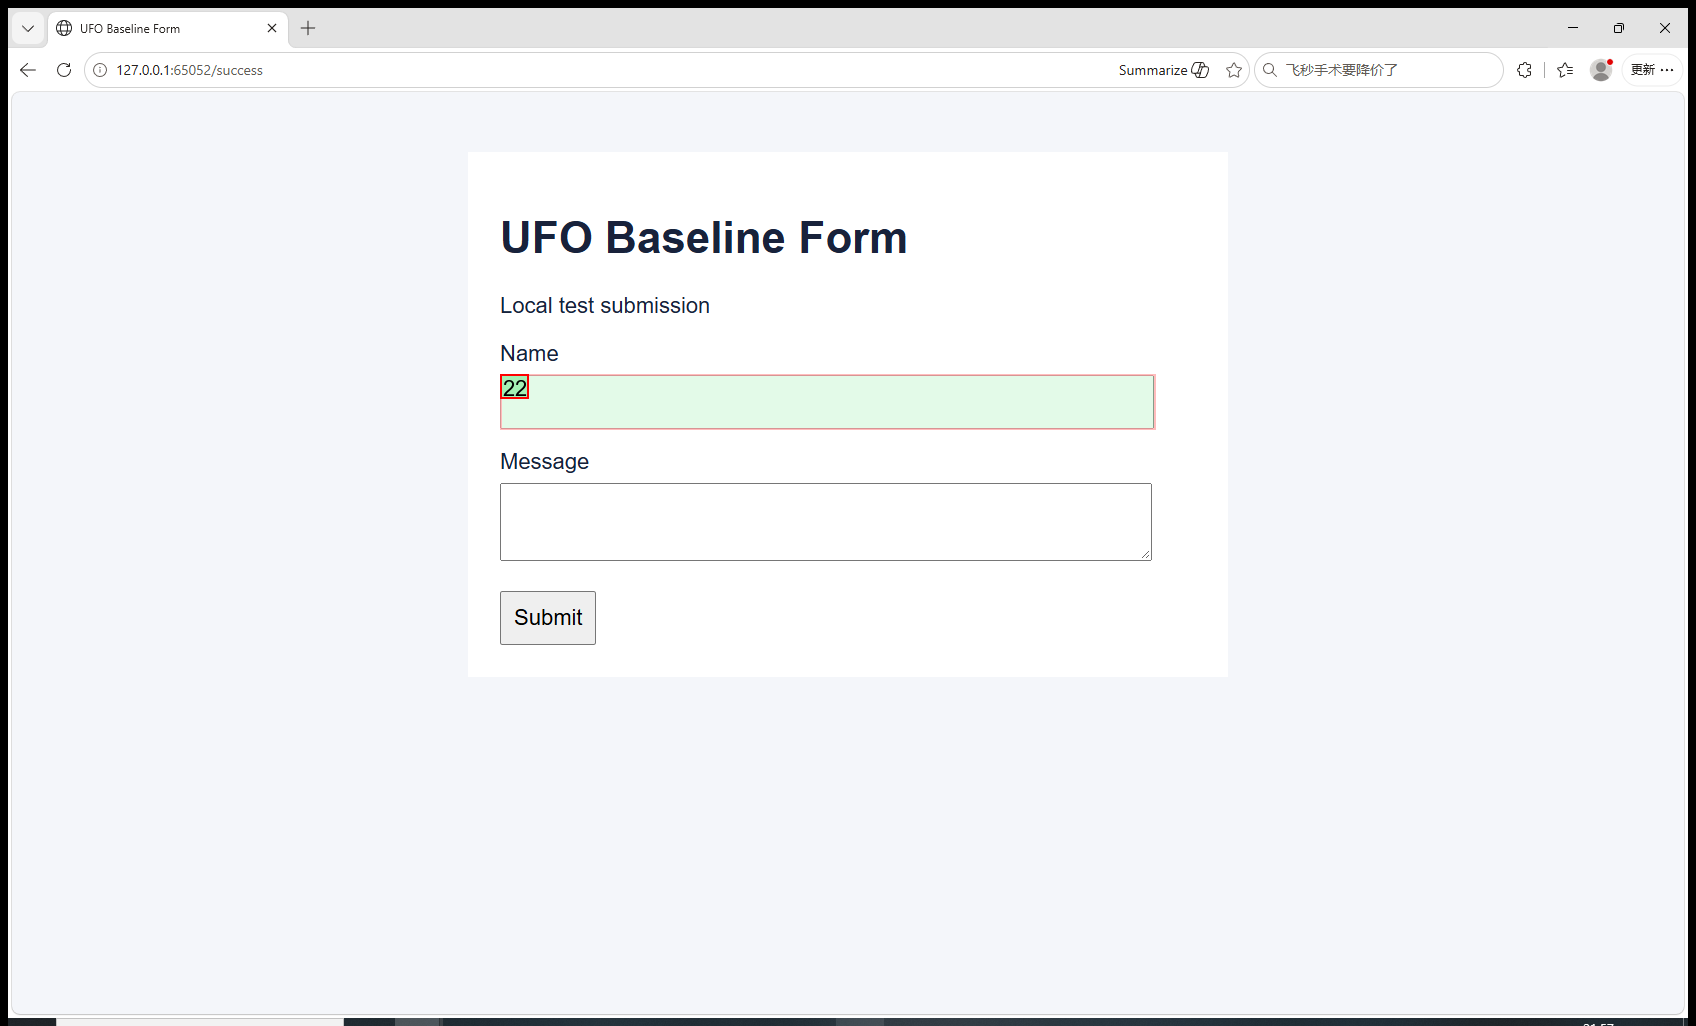 UFO Baseline Form
127.0.0.1:65052/success
Summarize
飞秒手术要降价了
更新
UFO Baseline Form
Local test submission
Name
22
Message
Submit